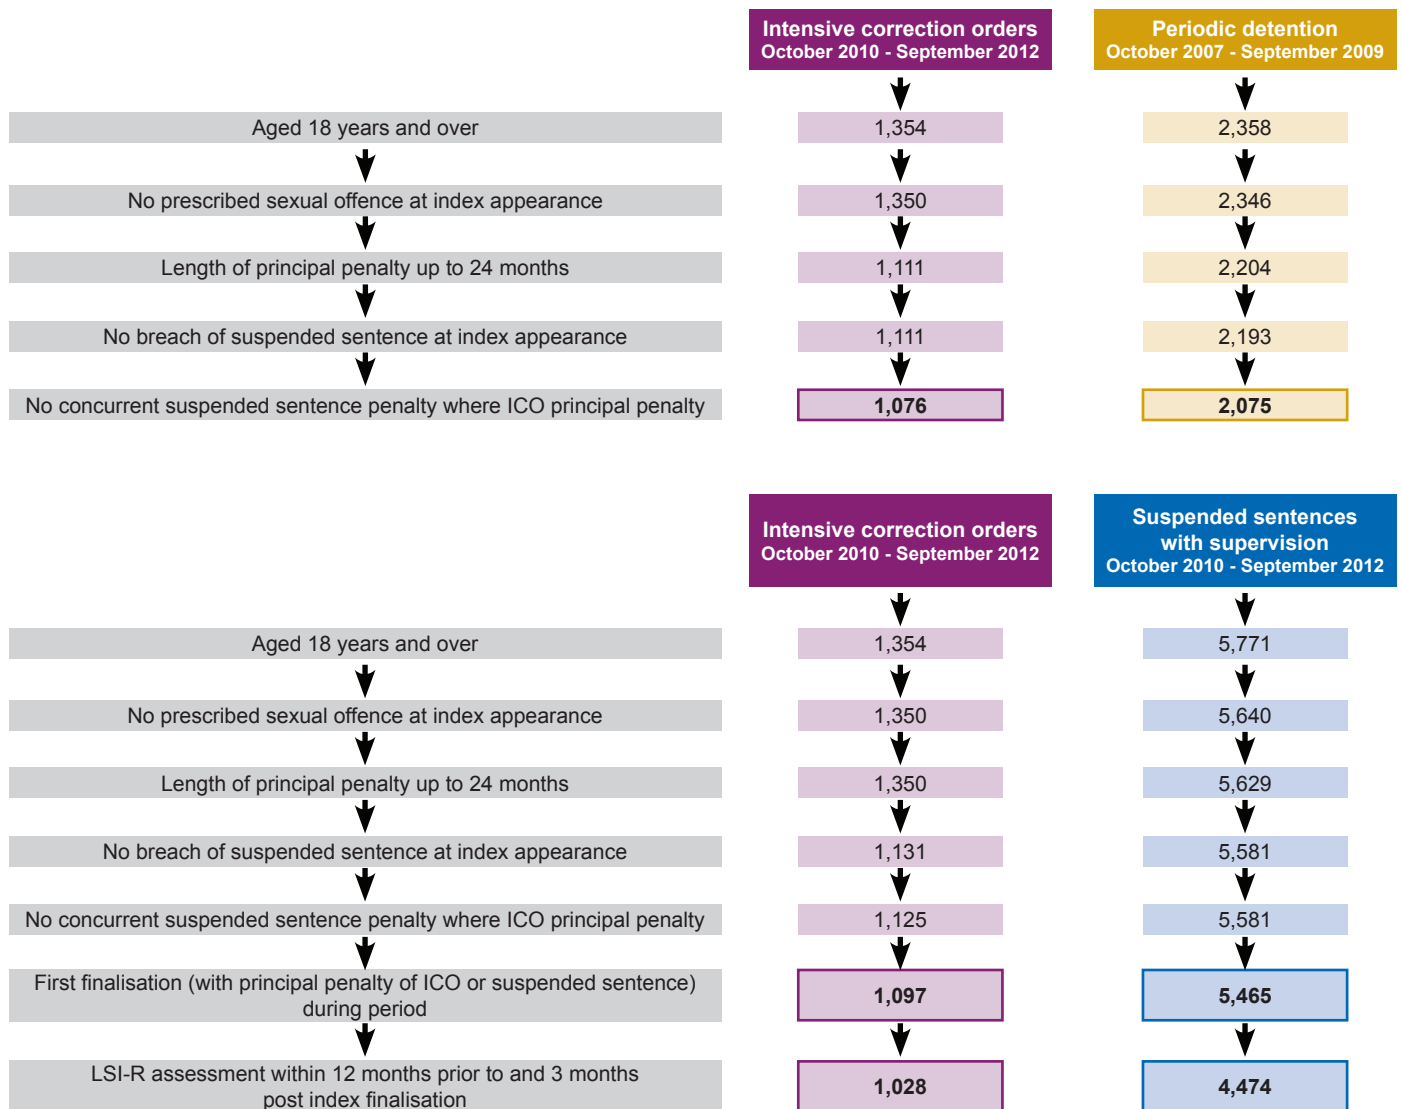 Intensive correction orders
October 2010 - September 2012
Periodic detention
October 2007 - September 2009
Aged 18 years and over
1,354
2,358
No prescribed sexual offence at index appearance
1,350
2,346
Length of principal penalty up to 24 months
1,111
2,204
No breach of suspended sentence at index appearance
1,111
2,193
No concurrent suspended sentence penalty where ICO principal penalty
1,076
2,075
Intensive correction orders
October 2010 - September 2012
Suspended sentences
with supervision
October 2010 - September 2012
Aged 18 years and over
1,354
5,771
No prescribed sexual offence at index appearance
1,350
5,640
Length of principal penalty up to 24 months
1,350
5,629
No breach of suspended sentence at index appearance
1,131
5,581
No concurrent suspended sentence penalty where ICO principal penalty
1,125
5,581
First finalisation (with principal penalty of ICO or suspended sentence)
during period
1,097
5,465
LSI-R assessment within 12 months prior to and 3 months
post index finalisation
1,028
4,474